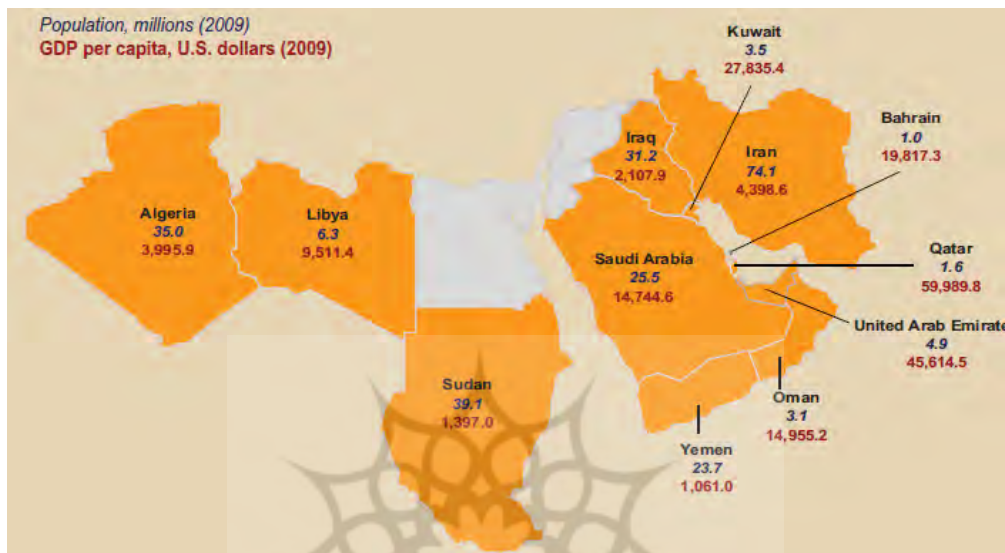 Population, millions (2009)
GDP per capita, U.S. dollars (2009)
Kuwait
3.5
27,835.4
Bahrain
1.0
19,817.3
Iraq
31.2
2,107.9
Iran
74.1
4,398.6
Algeria
35.0
3,995.9
Libya
6.3
9,511.4
Saudi Arabia
25.5
14,744.6
Qatar
1.6
59,989.8
United Arab Emirate
4.9
45,614.5
Sudan
39.1
1,397.0
Oman
3.1
14,955.2
Yemen
23.7
1,061.0